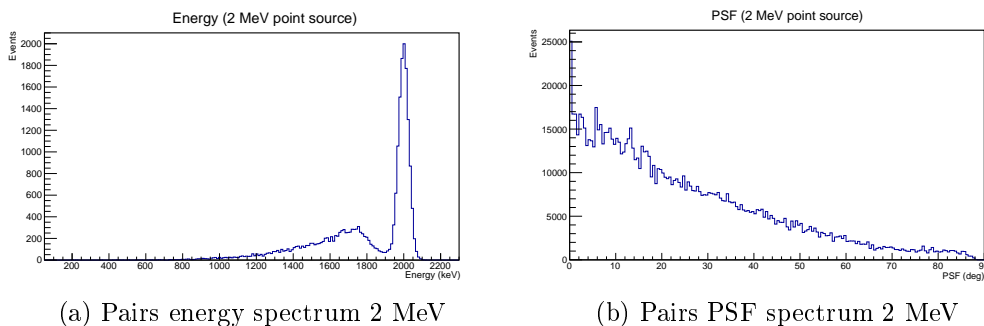 Energy (2 MeV point source)
Events
2000
1800
1600
1400
1200
1000
800
600
400
200
0
200 400 600 800 1000 1200 1400 1600 1800 2000 2200
Energy (keV)
(a) Pairs energy spectrum 2 MeV
PSF (2 MeV point source)
Events
25000
20000
15000
10000
5000
0
0 10 20 30 40 50 60 70 80 9
PSF (deg)
(b) Pairs PSF spectrum 2 MeV